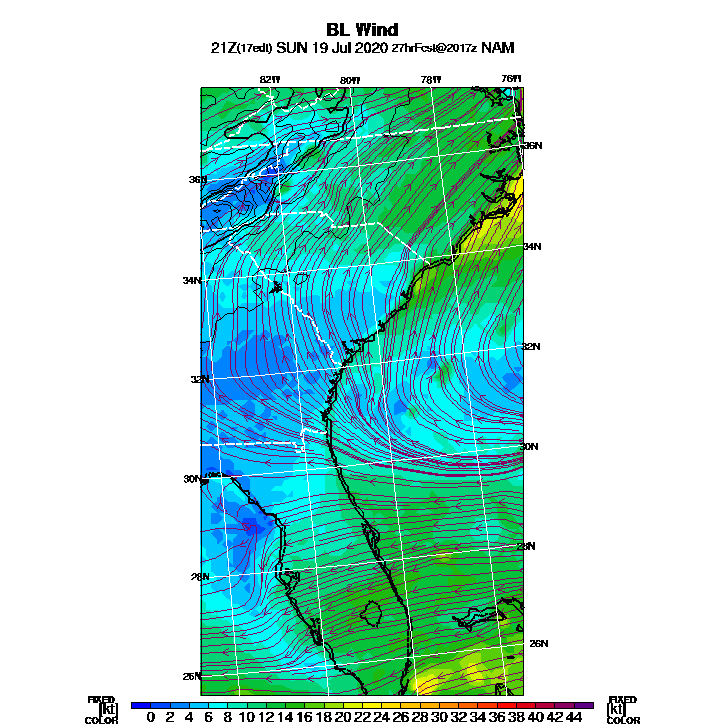 BL Wind
21Z(17edt) SUN 19 Jul 2020 27hrFcst@2017z NAM
82W 80W 78W 76W
36N
36N
34N
34N
32N
32N
30N
30N
28N
28N
26N
26N
FIXED FIXED
[kt] 0 2 4 6 8 10 12 14 16 18 20 22 24 26 28 30 32 34 36 38 40 42 44 [kt]
COLOR COLOR